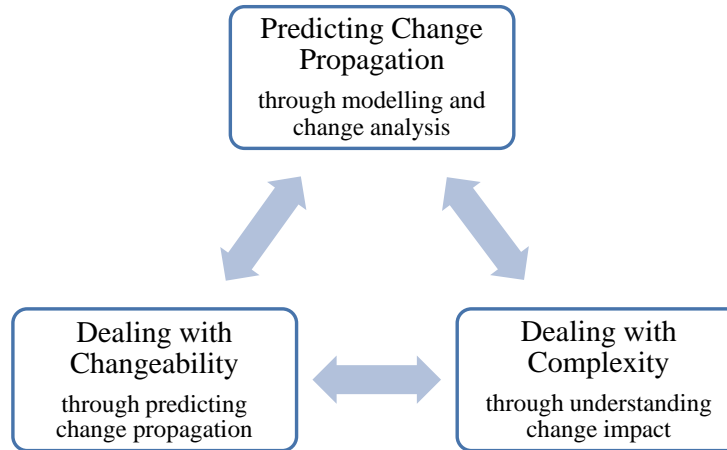 Predicting Change
Propagation
through modelling and
change analysis
Dealing with
Changeability
through predicting
change propagation
Dealing with
Complexity
through understanding
change impact